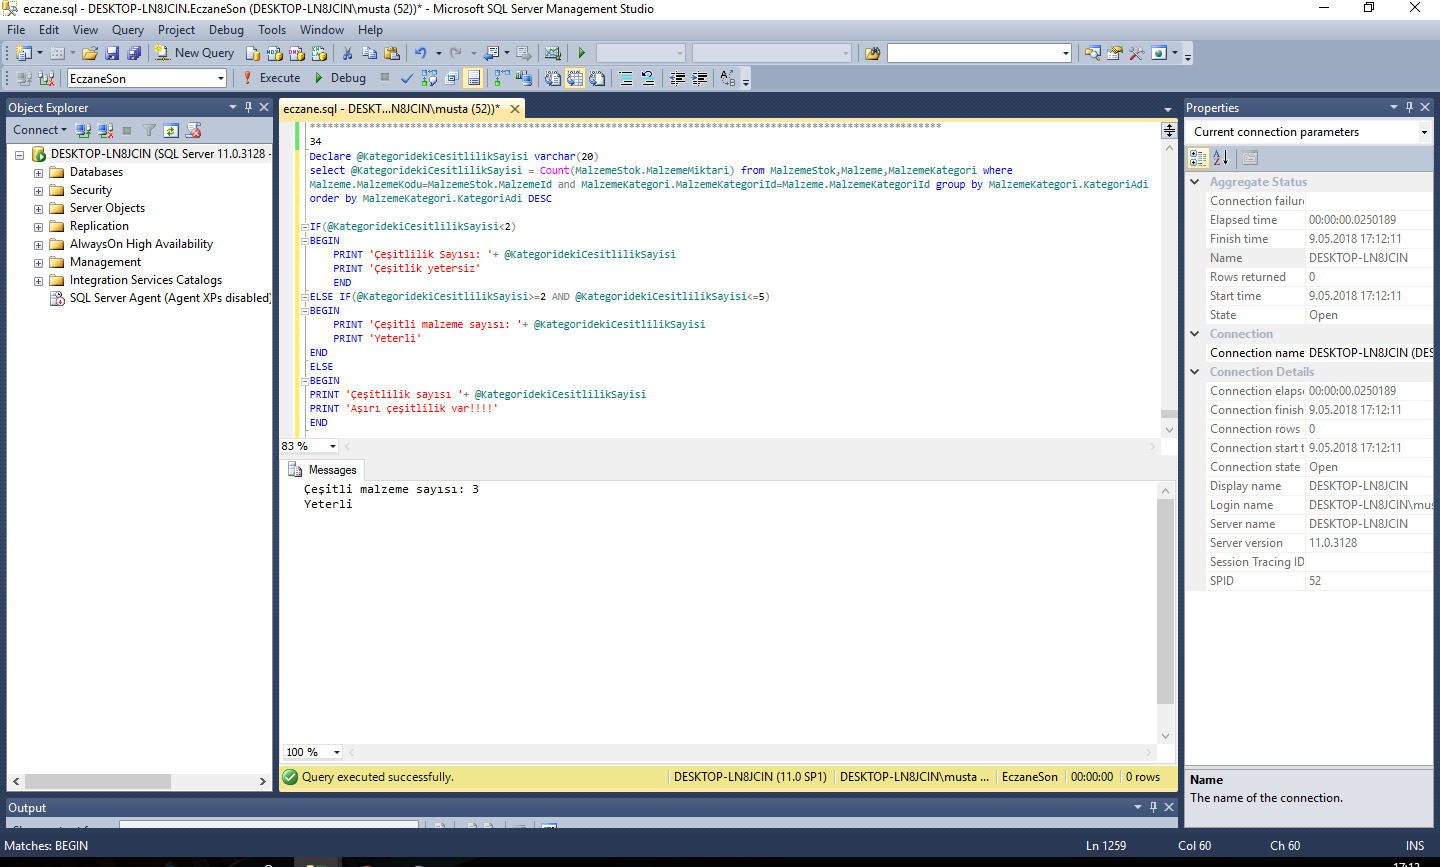 eczane.sql - DESKTOP-LN8JCIN.EczaneSon (DESKTOP-LN8JCIN\musta (52))* - Microsoft SQL Server Management Studio
File Edit View Query Project Debug Tools Window Help
New Query
EczaneSon Execute Debug
Object Explorer
Connect
DESKTOP-LN8JCIN (SQL Server 11.0.3128 -
Databases
Security
Server Objects
Replication
AlwaysOn High Availability
Management
Integration Services Catalogs
SQL Server Agent (Agent XPs disabled)
eczane.sql - DESKT...N8JCIN\musta (52))*
34
Declare @KategoridekiCesitlilikSayisi varchar(20)
select @KategoridekiCesitlilikSayisi = Count(MalzemeStok.MalzemeMiktari) from MalzemeStok,Malzeme,MalzemeKategori where
Malzeme.MalzemeKodu=MalzemeStok.MalzemeId and MalzemeKategori.MalzemeKategoriId=Malzeme.MalzemeKategoriId group by MalzemeKategori.KategoriAdi
order by MalzemeKategori.KategoriAdi DESC
IF(@KategoridekiCesitlilikSayisi<2)
BEGIN
PRINT 'Çeşitlilik Sayısı: '+ @KategoridekiCesitlilikSayisi
PRINT 'Çeşitlik yetersiz'
END
ELSE IF(@KategoridekiCesitlilikSayisi>=2 AND @KategoridekiCesitlilikSayisi<=5)
BEGIN
PRINT 'Çeşitli malzeme sayısı: '+ @KategoridekiCesitlilikSayisi
PRINT 'Yeterli'
END
ELSE
BEGIN
PRINT 'Çeşitlilik sayısı '+ @KategoridekiCesitlilikSayisi
PRINT 'Aşırı çeşitlilik var!!!!'
END
83 %
Messages
Çeşitli malzeme sayısı: 3
Yeterli
100 %
Query executed successfully. DESKTOP-LN8JCIN (11.0 SP1) DESKTOP-LN8JCIN\musta ... EczaneSon 00:00:00 0 rows
Properties
Current connection parameters
Aggregate Status
Connection failure
Elapsed time 00:00:00.0250189
Finish time 9.05.2018 17:12:11
Name DESKTOP-LN8JCIN
Rows returned 0
Start time 9.05.2018 17:12:11
State Open
Connection
Connection name DESKTOP-LN8JCIN (DES
Connection Details
Connection elaps 00:00:00.0250189
Connection finish 9.05.2018 17:12:11
Connection rows 0
Connection start t 9.05.2018 17:12:11
Connection state Open
Display name DESKTOP-LN8JCIN
Login name DESKTOP-LN8JCIN\mus
Server name DESKTOP-LN8JCIN
Server version 11.0.3128
Session Tracing ID
SPID 52
Name
The name of the connection.
Output
Matches: BEGIN Ln 1259 Col 60 Ch 60 INS